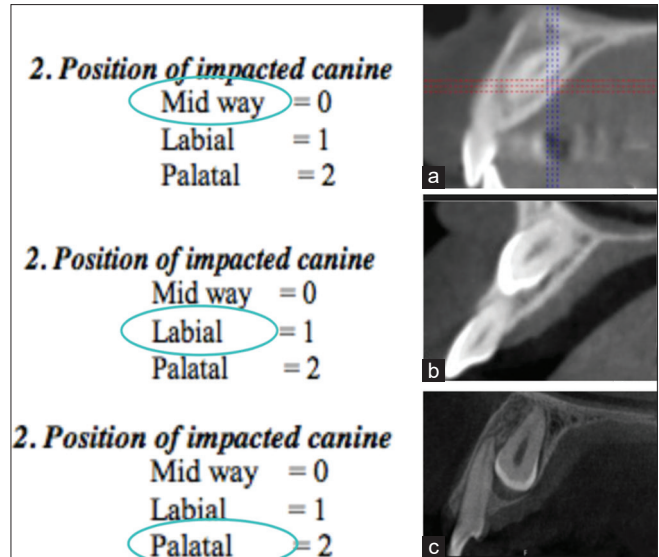 2. Position of impacted canine
Mid way = 0
Labial = 1
Palatal = 2
a
2. Position of impacted canine
Mid way = 0
Labial = 1
Palatal = 2
b
2. Position of impacted canine
Mid way = 0
Labial = 1
Palatal = 2
c